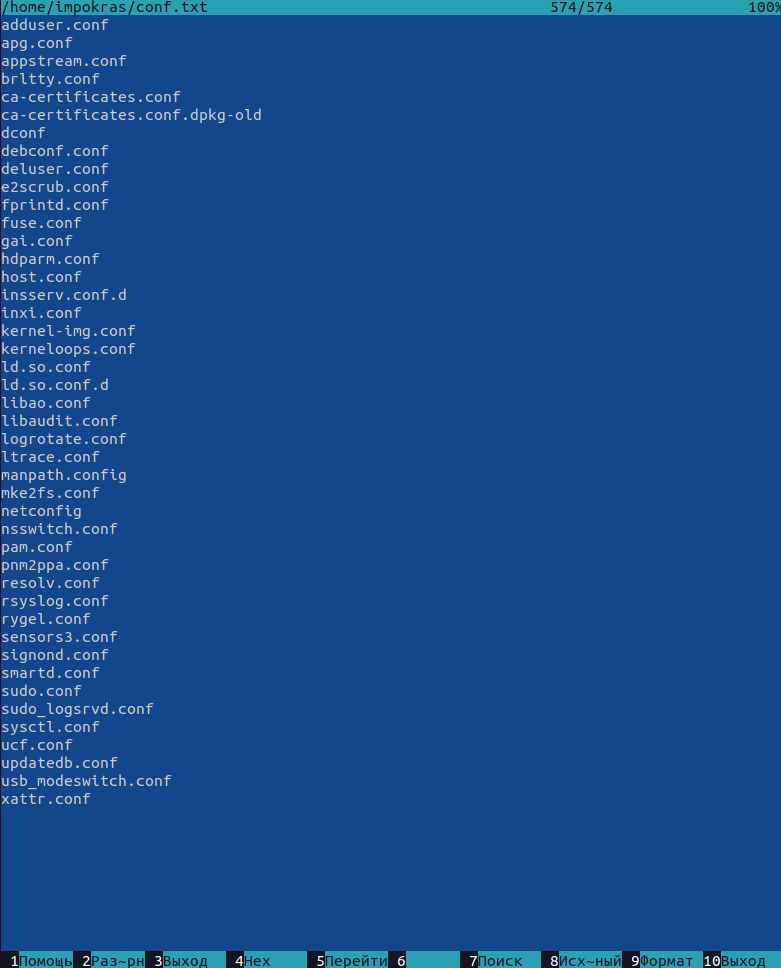 /home/impokras/conf.txt 574/574 100%
adduser.conf
apg.conf
appstream.conf
brltty.conf
ca-certificates.conf
ca-certificates.conf.dpkg-old
dconf
debconf.conf
deluser.conf
e2scrub.conf
fprintd.conf
fuse.conf
gai.conf
hdparm.conf
host.conf
insserv.conf.d
inxi.conf
kernel-img.conf
kerneloops.conf
ld.so.conf
ld.so.conf.d
libao.conf
libaudit.conf
logrotate.conf
ltrace.conf
manpath.config
mke2fs.conf
netconfig
nsswitch.conf
pam.conf
pnm2ppa.conf
resolv.conf
rsyslog.conf
rygel.conf
sensors3.conf
signond.conf
smartd.conf
sudo.conf
sudo_logsrvd.conf
sysctl.conf
ucf.conf
updatedb.conf
usb_modeswitch.conf
xattr.conf
1Помощь 2Раз~рн 3Выход 4Hex 5Перейти 6 7Поиск 8Исх~ный 9Формат 10Выход